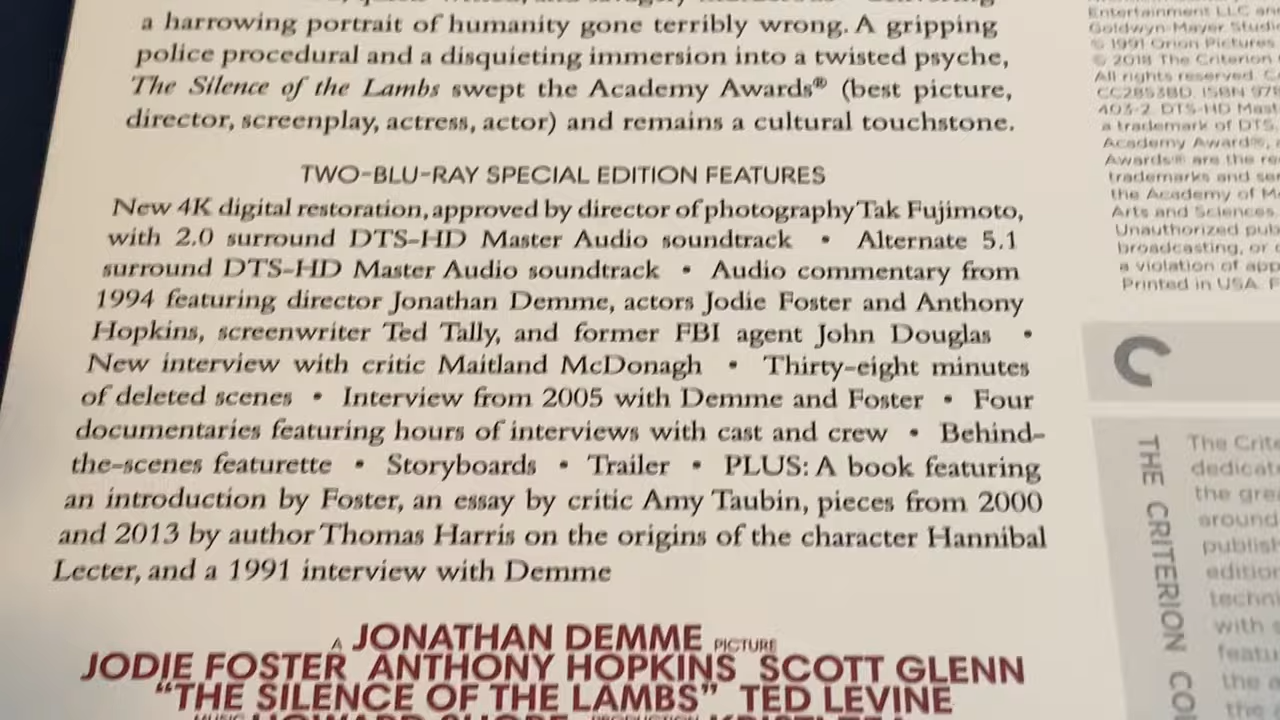 a harrowing portrait of humanity gone terribly wrong. A gripping
police procedural and a disquieting immersion into a twisted psyche,
The Silence of the Lambs swept the Academy Awards® (best picture,
director, screenplay, actress, actor) and remains a cultural touchstone.
TWO-BLU-RAY SPECIAL EDITION FEATURES
New 4K digital restoration, approved by director of photography Tak Fujimoto,
with 2.0 surround DTS-HD Master Audio soundtrack • Alternate 5.1
surround DTS-HD Master Audio soundtrack • Audio commentary from
1994 featuring director Jonathan Demme, actors Jodie Foster and Anthony
Hopkins, screenwriter Ted Tally, and former FBI agent John Douglas •
New interview with critic Maitland McDonagh • Thirty-eight minutes
of deleted scenes • Interview from 2005 with Demme and Foster • Four
documentaries featuring hours of interviews with cast and crew • Behind-
the-scenes featurette • Storyboards • Trailer • PLUS: A book featuring
an introduction by Foster, an essay by critic Amy Taubin, pieces from 2000
and 2013 by author Thomas Harris on the origins of the character Hannibal
Lecter, and a 1991 interview with Demme
A JONATHAN DEMME PICTURE
JODIE FOSTER ANTHONY HOPKINS SCOTT GLENN
"THE SILENCE OF THE LAMBS" TED LEVINE
Entertainment LLC
Goldwyn-Mayer
© 1991 Orion Pictures
© 2018 The Criterion
All rights reserved.
CC2853BD. ISBN
403-2. DTS-HD
a trademark of DTS.
Academy Award®,
Awards® are the
trademarks and
the Academy of
Arts and Sciences.
Unauthorized
broadcasting, or
a violation of
Printed in USA.
THE CRITERION
The
the
around
with
the
the